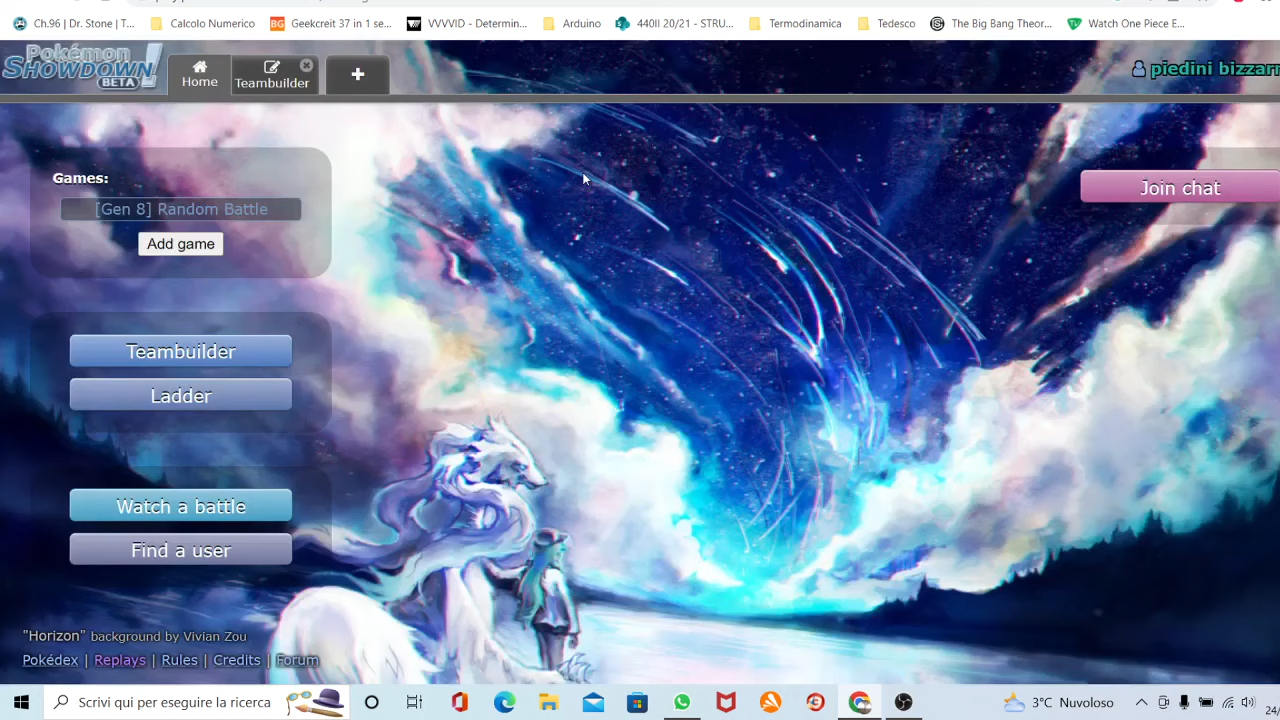 Ch.96 | Dr. Stone | T...
Calcolo Numerico
BG Geekcreit 37 in 1 se...
VVVVID - Determin...
Arduino
440II 20/21 - STRU...
Termodinamica
Tedesco
The Big Bang Theor...
Watch One Piece E...
Pokémon
SHOWDOWN!
BETA
Home
Teambuilder
+
piedini bizzarr
Games:
[Gen 8] Random Battle
Add game
Join chat
Teambuilder
Ladder
Watch a battle
Find a user
"Horizon" background by Vivian Zou
Pokédex | Replays | Rules | Credits | Forum
Scrivi qui per eseguire la ricerca
3°C Nuvoloso
24